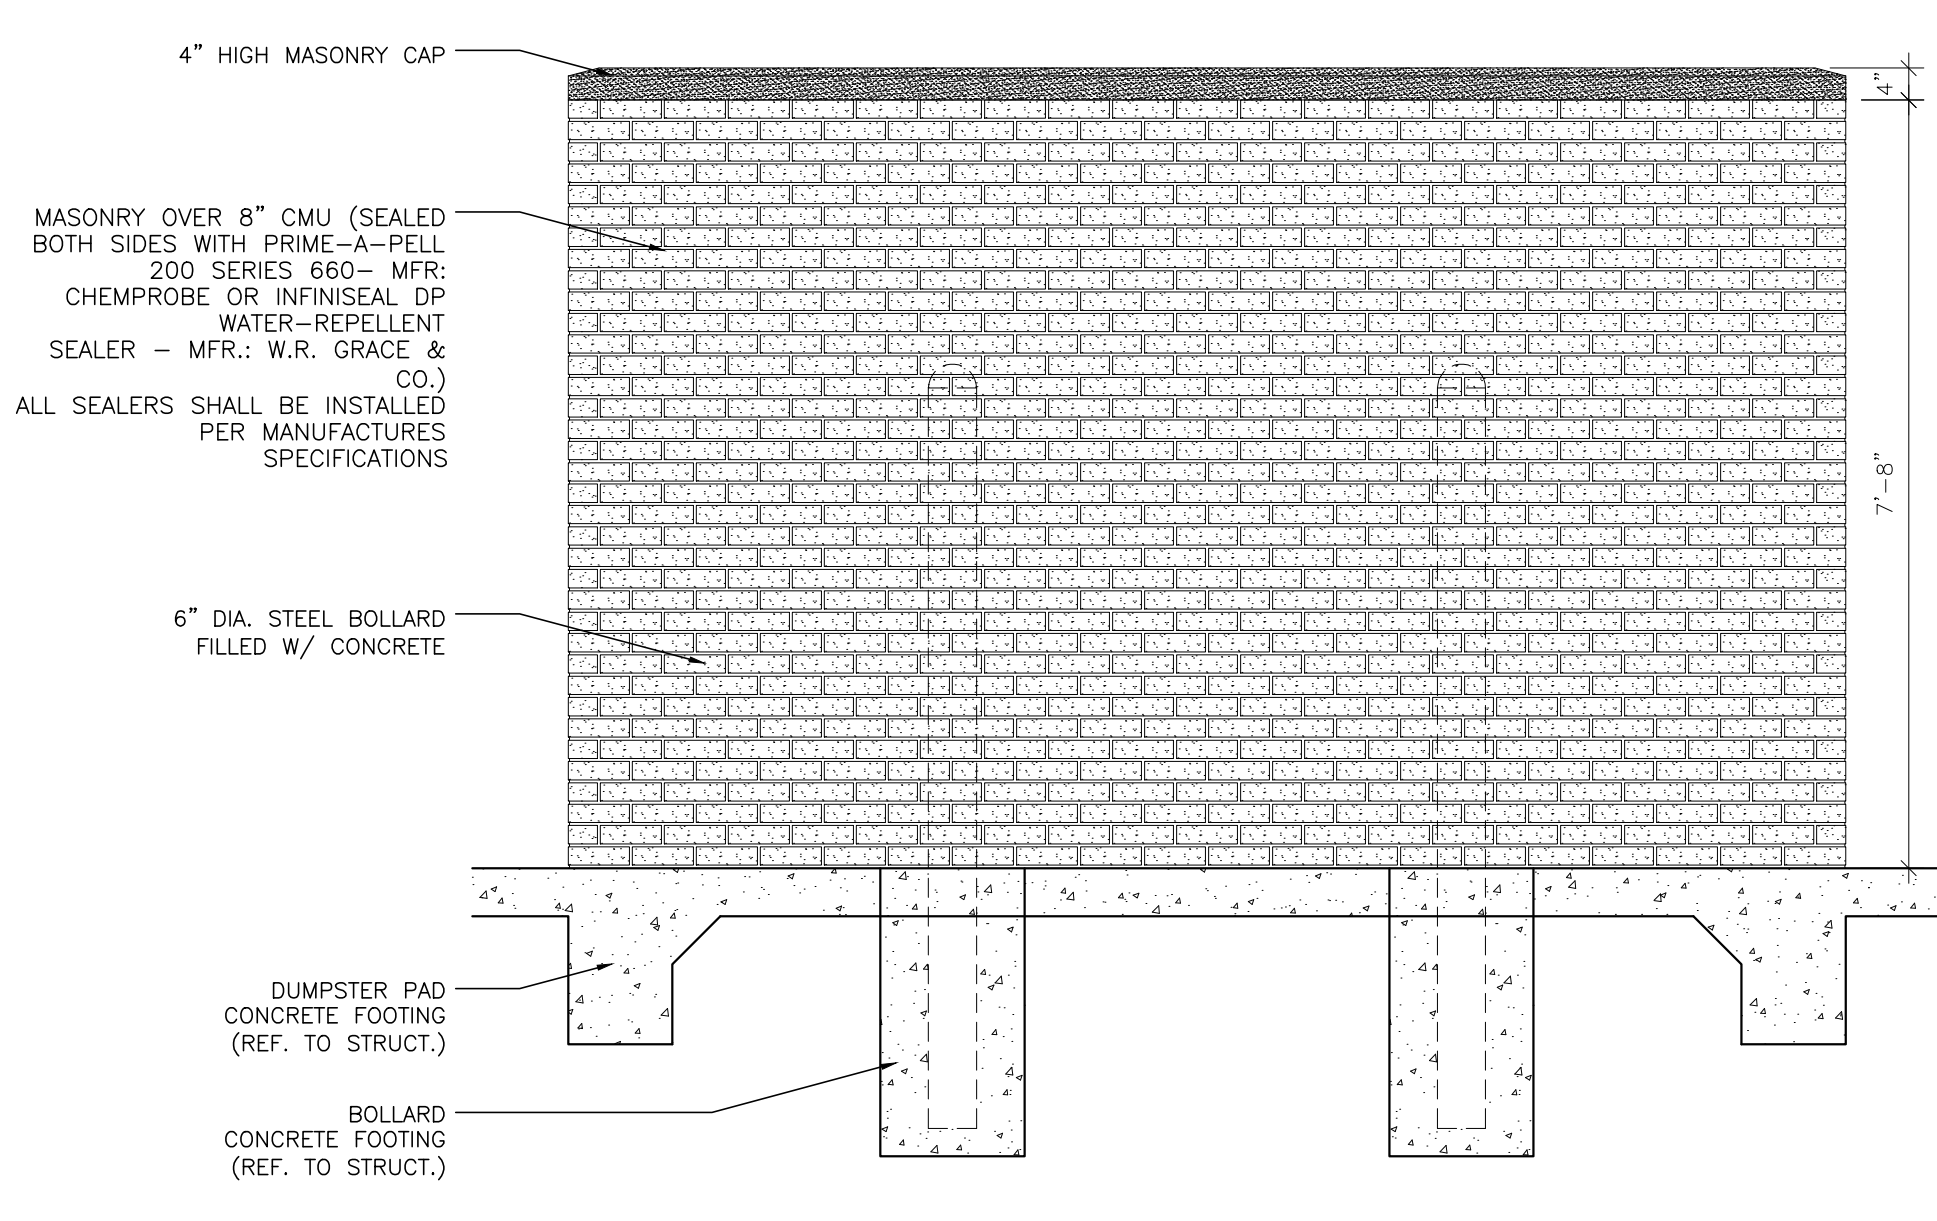 4" HIGH MASONRY CAP
4"
MASONRY OVER 8" CMU (SEALED
BOTH SIDES WITH PRIME-A-PELL
200 SERIES 660- MFR:
CHEMPROBE OR INFINISEAL DP
WATER-REPELLENT
SEALER - MFR.: W.R. GRACE &
CO.)
ALL SEALERS SHALL BE INSTALLED
PER MANUFACTURES
SPECIFICATIONS
7'-8"
6" DIA. STEEL BOLLARD
FILLED W/ CONCRETE
DUMPSTER PAD
CONCRETE FOOTING
(REF. TO STRUCT.)
BOLLARD
CONCRETE FOOTING
(REF. TO STRUCT.)